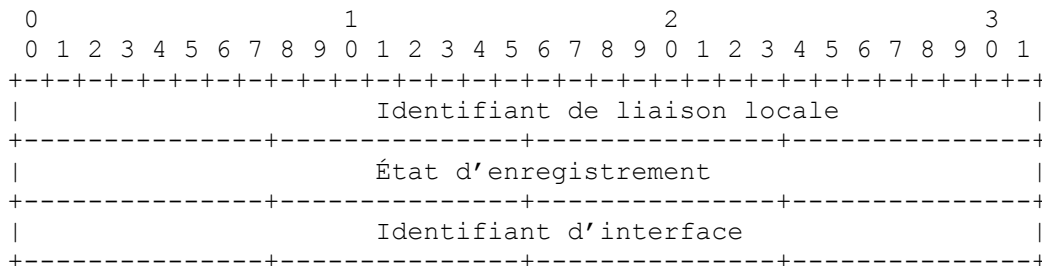 0                   1                   2                   3
0 1 2 3 4 5 6 7 8 9 0 1 2 3 4 5 6 7 8 9 0 1 2 3 4 5 6 7 8 9 0 1
+-+-+-+-+-+-+-+-+-+-+-+-+-+-+-+-+-+-+-+-+-+-+-+-+-+-+-+-+-+-+-+-+
| Identifiant de liaison locale |
+---------------+---------------+---------------+---------------+
| État d’enregistrement |
+---------------+---------------+---------------+---------------+
| Identifiant d’interface |
+---------------+---------------+---------------+---------------+